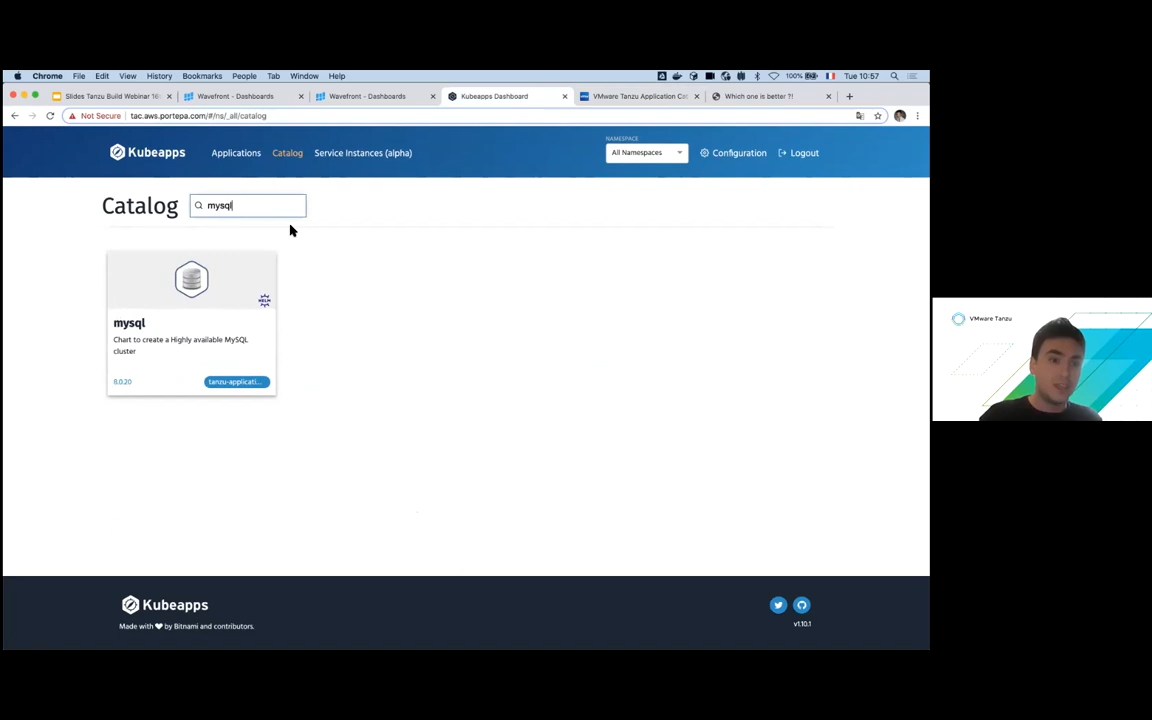 Chrome File Edit View History Bookmarks People Tab Window Help 100% Tue 10:57
Slides Tanzu Build Webinar 16 Wavefront - Dashboards Wavefront - Dashboards Kubeapps Dashboard VMware Tanzu Application Cat Which one is better ?!
Not Secure tac.aws.portepa.com/#/ns/_all/catalog
NAMESPACE
Kubeapps Applications Catalog Service Instances (alpha) All Namespaces Configuration Logout
Catalog mysql
HELM
mysql
Chart to create a Highly available MySQL
cluster
8.0.20 tanzu-applicati...
VMware Tanzu
Kubeapps
Made with by Bitnami and contributors.
v1.10.1